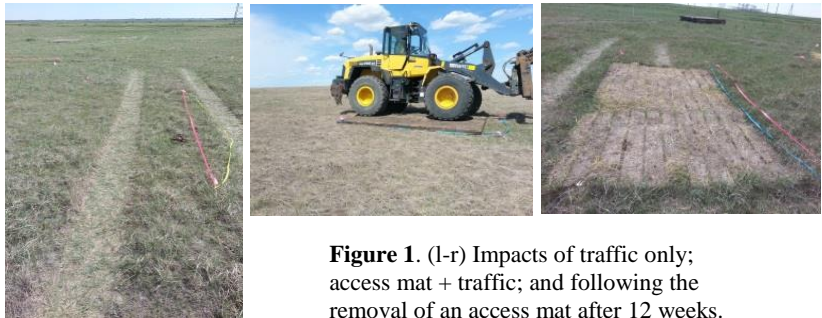 Figure 1. (l-r) Impacts of traffic only;
access mat + traffic; and following the
removal of an access mat after 12 weeks.